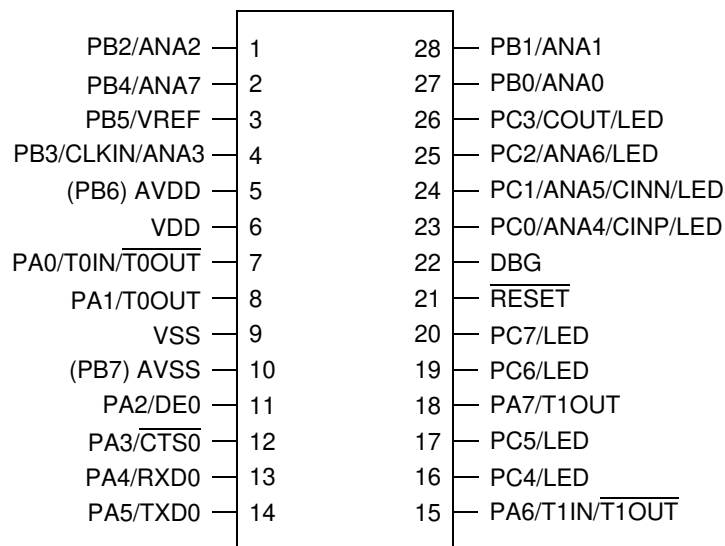 PB2/ANA2 1 28 PB1/ANA1
PB4/ANA7 2 27 PB0/ANA0
PB5/VREF 3 26 PC3/COUT/LED
PB3/CLKIN/ANA3 4 25 PC2/ANA6/LED
(PB6) AVDD 5 24 PC1/ANA5/CINN/LED
VDD 6 23 PC0/ANA4/CINP/LED
PA0/T0IN/T̅0̅O̅U̅T̅ 7 22 DBG
PA1/T0OUT 8 21 R̅E̅S̅E̅T̅
VSS 9 20 PC7/LED
(PB7) AVSS 10 19 PC6/LED
PA2/DE0 11 18 PA7/T1OUT
PA3/C̅T̅S̅0̅ 12 17 PC5/LED
PA4/RXD0 13 16 PC4/LED
PA5/TXD0 14 15 PA6/T1IN/T̅1̅O̅U̅T̅